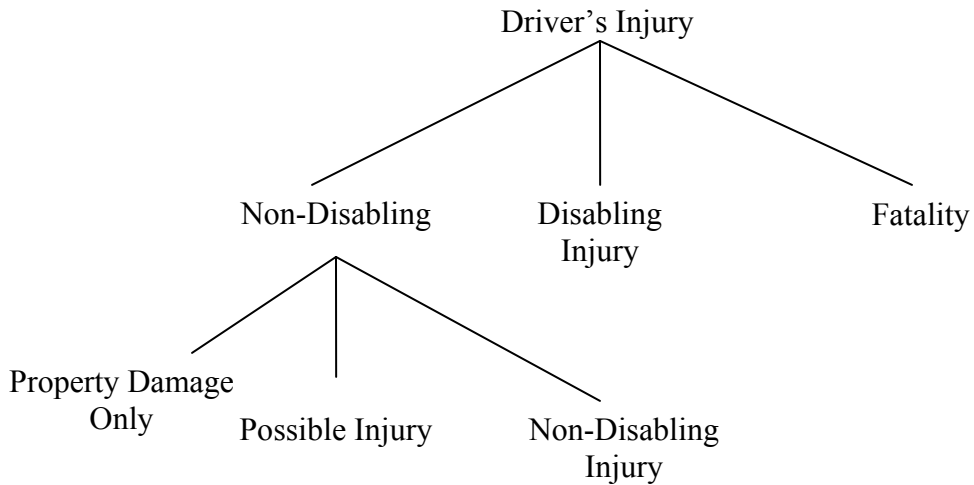 Driver’s Injury
Non-Disabling
Disabling
Injury
Fatality
Property Damage
Only
Possible Injury
Non-Disabling
Injury